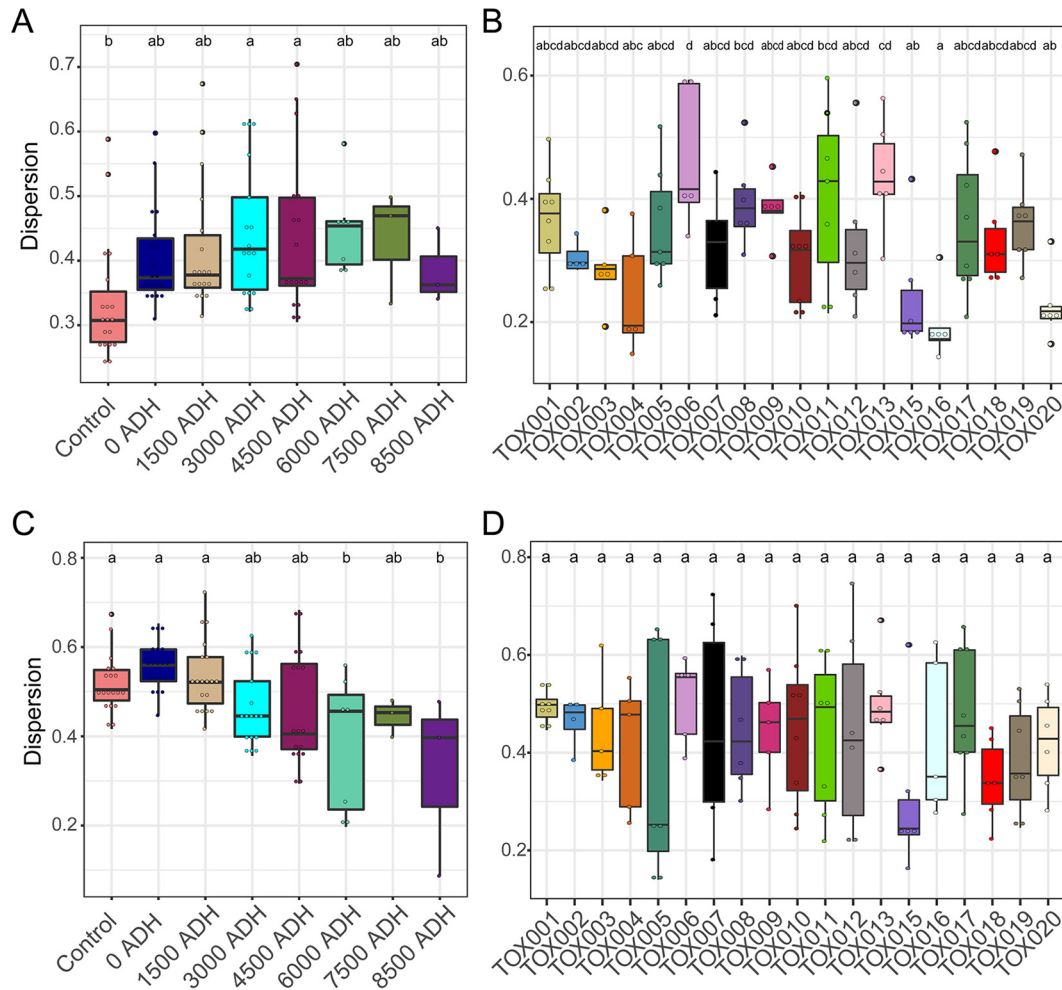 A
b ab ab a a ab ab ab
0.7
0.6
0.5
0.4
0.3
Dispersion
Control 0 ADH 1500 ADH 3000 ADH 4500 ADH 6000 ADH 7500 ADH 8500 ADH
B
abcd abcd abcd abc abcd d abcd bcd abcd abcd bcd abcd cd ab a abcd abcd abcd ab
0.6
0.4
0.2
TOX001 TOX002 TOX003 TOX004 TOX005 TOX006 TOX007 TOX008 TOX009 TOX010 TOX011 TOX012 TOX013 TOX015 TOX016 TOX017 TOX018 TOX019 TOX020
C
a a a ab ab b ab b
0.8
0.6
0.4
0.2
Dispersion
Control 0 ADH 1500 ADH 3000 ADH 4500 ADH 6000 ADH 7500 ADH 8500 ADH
D
a a a a a a a a a a a a a a a a a a a
0.8
0.6
0.4
0.2
TOX001 TOX002 TOX003 TOX004 TOX005 TOX006 TOX007 TOX008 TOX009 TOX010 TOX011 TOX012 TOX013 TOX015 TOX016 TOX017 TOX018 TOX019 TOX020